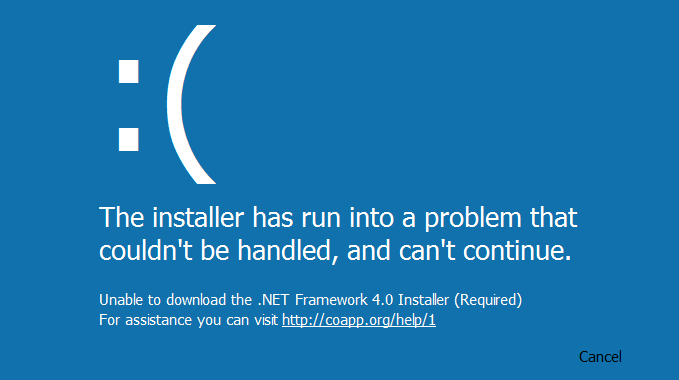 :(
The installer has run into a problem that
couldn't be handled, and can't continue.
Unable to download the .NET Framework 4.0 Installer (Required)
For assistance you can visit http://coapp.org/help/1
Cancel